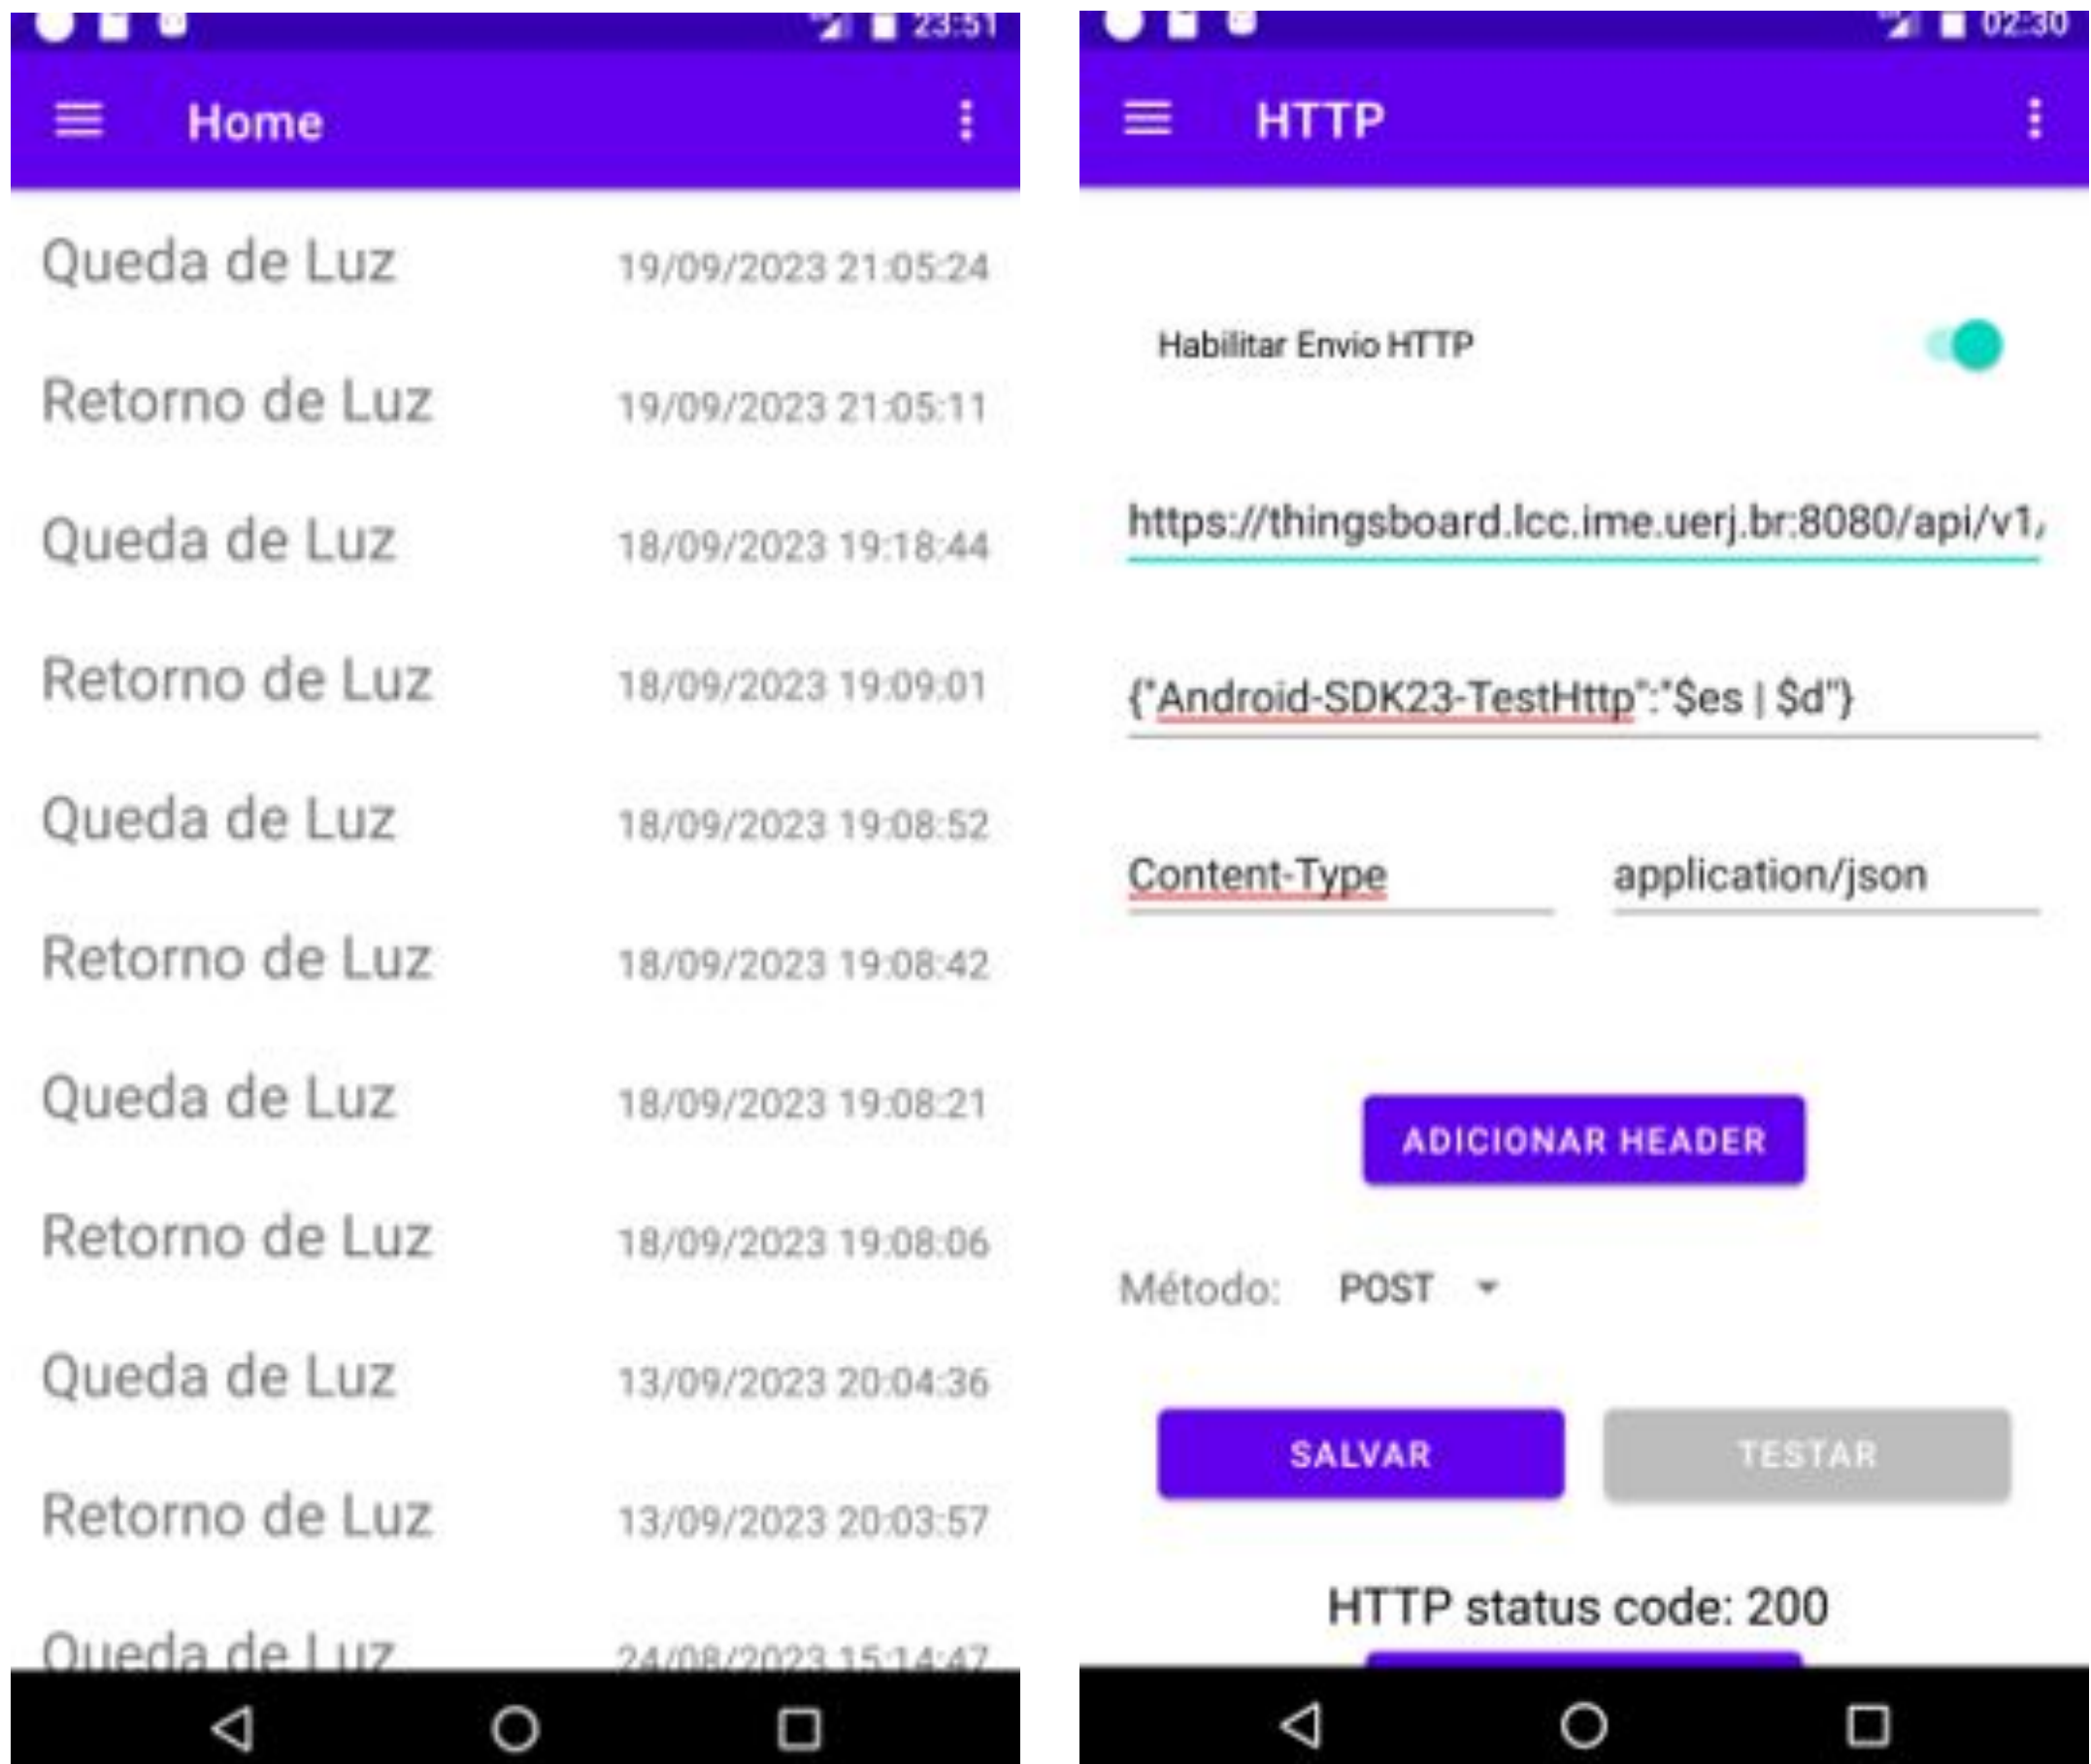 23:51
Home
Queda de Luz 19/09/2023 21:05:24
Retorno de Luz 19/09/2023 21:05:11
Queda de Luz 18/09/2023 19:18:44
Retorno de Luz 18/09/2023 19:09:01
Queda de Luz 18/09/2023 19:08:52
Retorno de Luz 18/09/2023 19:08:42
Queda de Luz 18/09/2023 19:08:21
Retorno de Luz 18/09/2023 19:08:06
Queda de Luz 13/09/2023 20:04:36
Retorno de Luz 13/09/2023 20:03:57
Queda de Luz 24/08/2023 15:14:47
02:30
HTTP
Habilitar Envio HTTP
https://thingsboard.lcc.ime.uerj.br:8080/api/v1/
{"Android-SDK23-TestHttp":"$es | $d"}
Content-Type application/json
ADICIONAR HEADER
Método: POST
SALVAR TESTAR
HTTP status code: 200